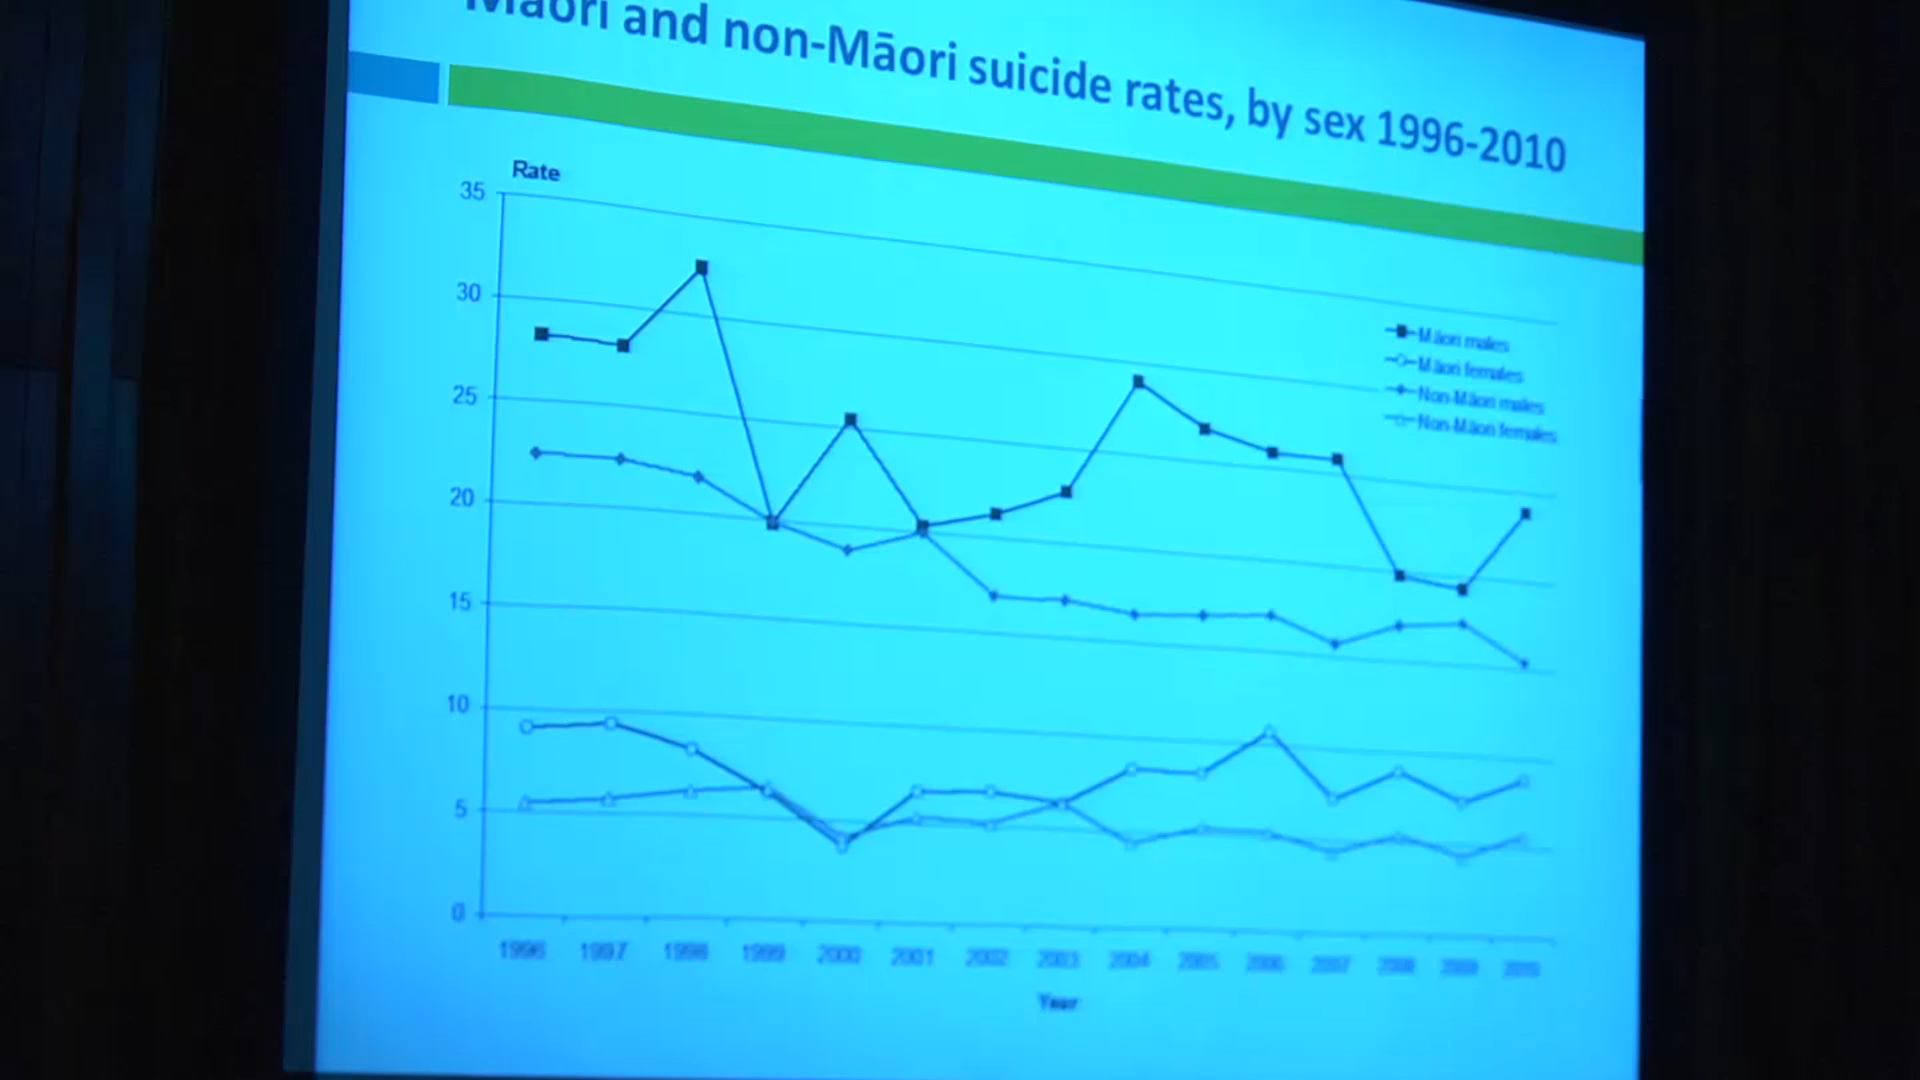 Māori and non-Māori suicide rates, by sex 1996-2010
Rate
35
30
25
20
15
10
5
0
Māori males
Māori females
Non-Māori males
Non-Māori females
1996 1997 1998 1999 2000 2001 2002 2003 2004 2005 2006 2007 2008 2009 2010
Year